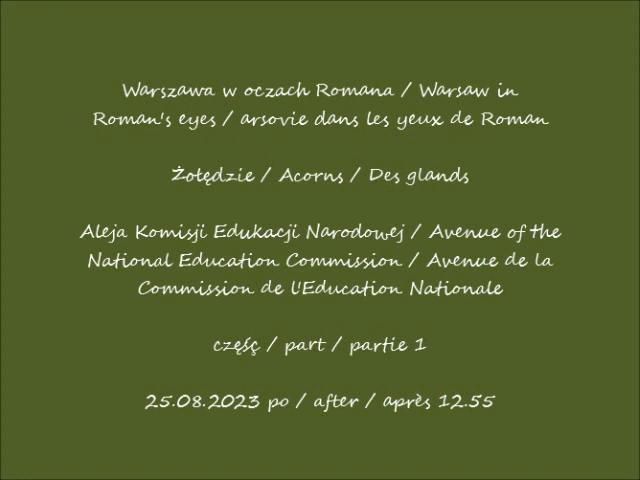 Warszawa w oczach Romana / Warsaw in
Roman's eyes / arsovie dans les yeux de Roman
Żołędzie / Acorns / Des glands
Aleja Komisji Edukacji Narodowej / Avenue of the
National Education Commission / Avenue de la
Commission de l'Education Nationale
częśç / part / partie 1
25.08.2023 po / after / après 12.55